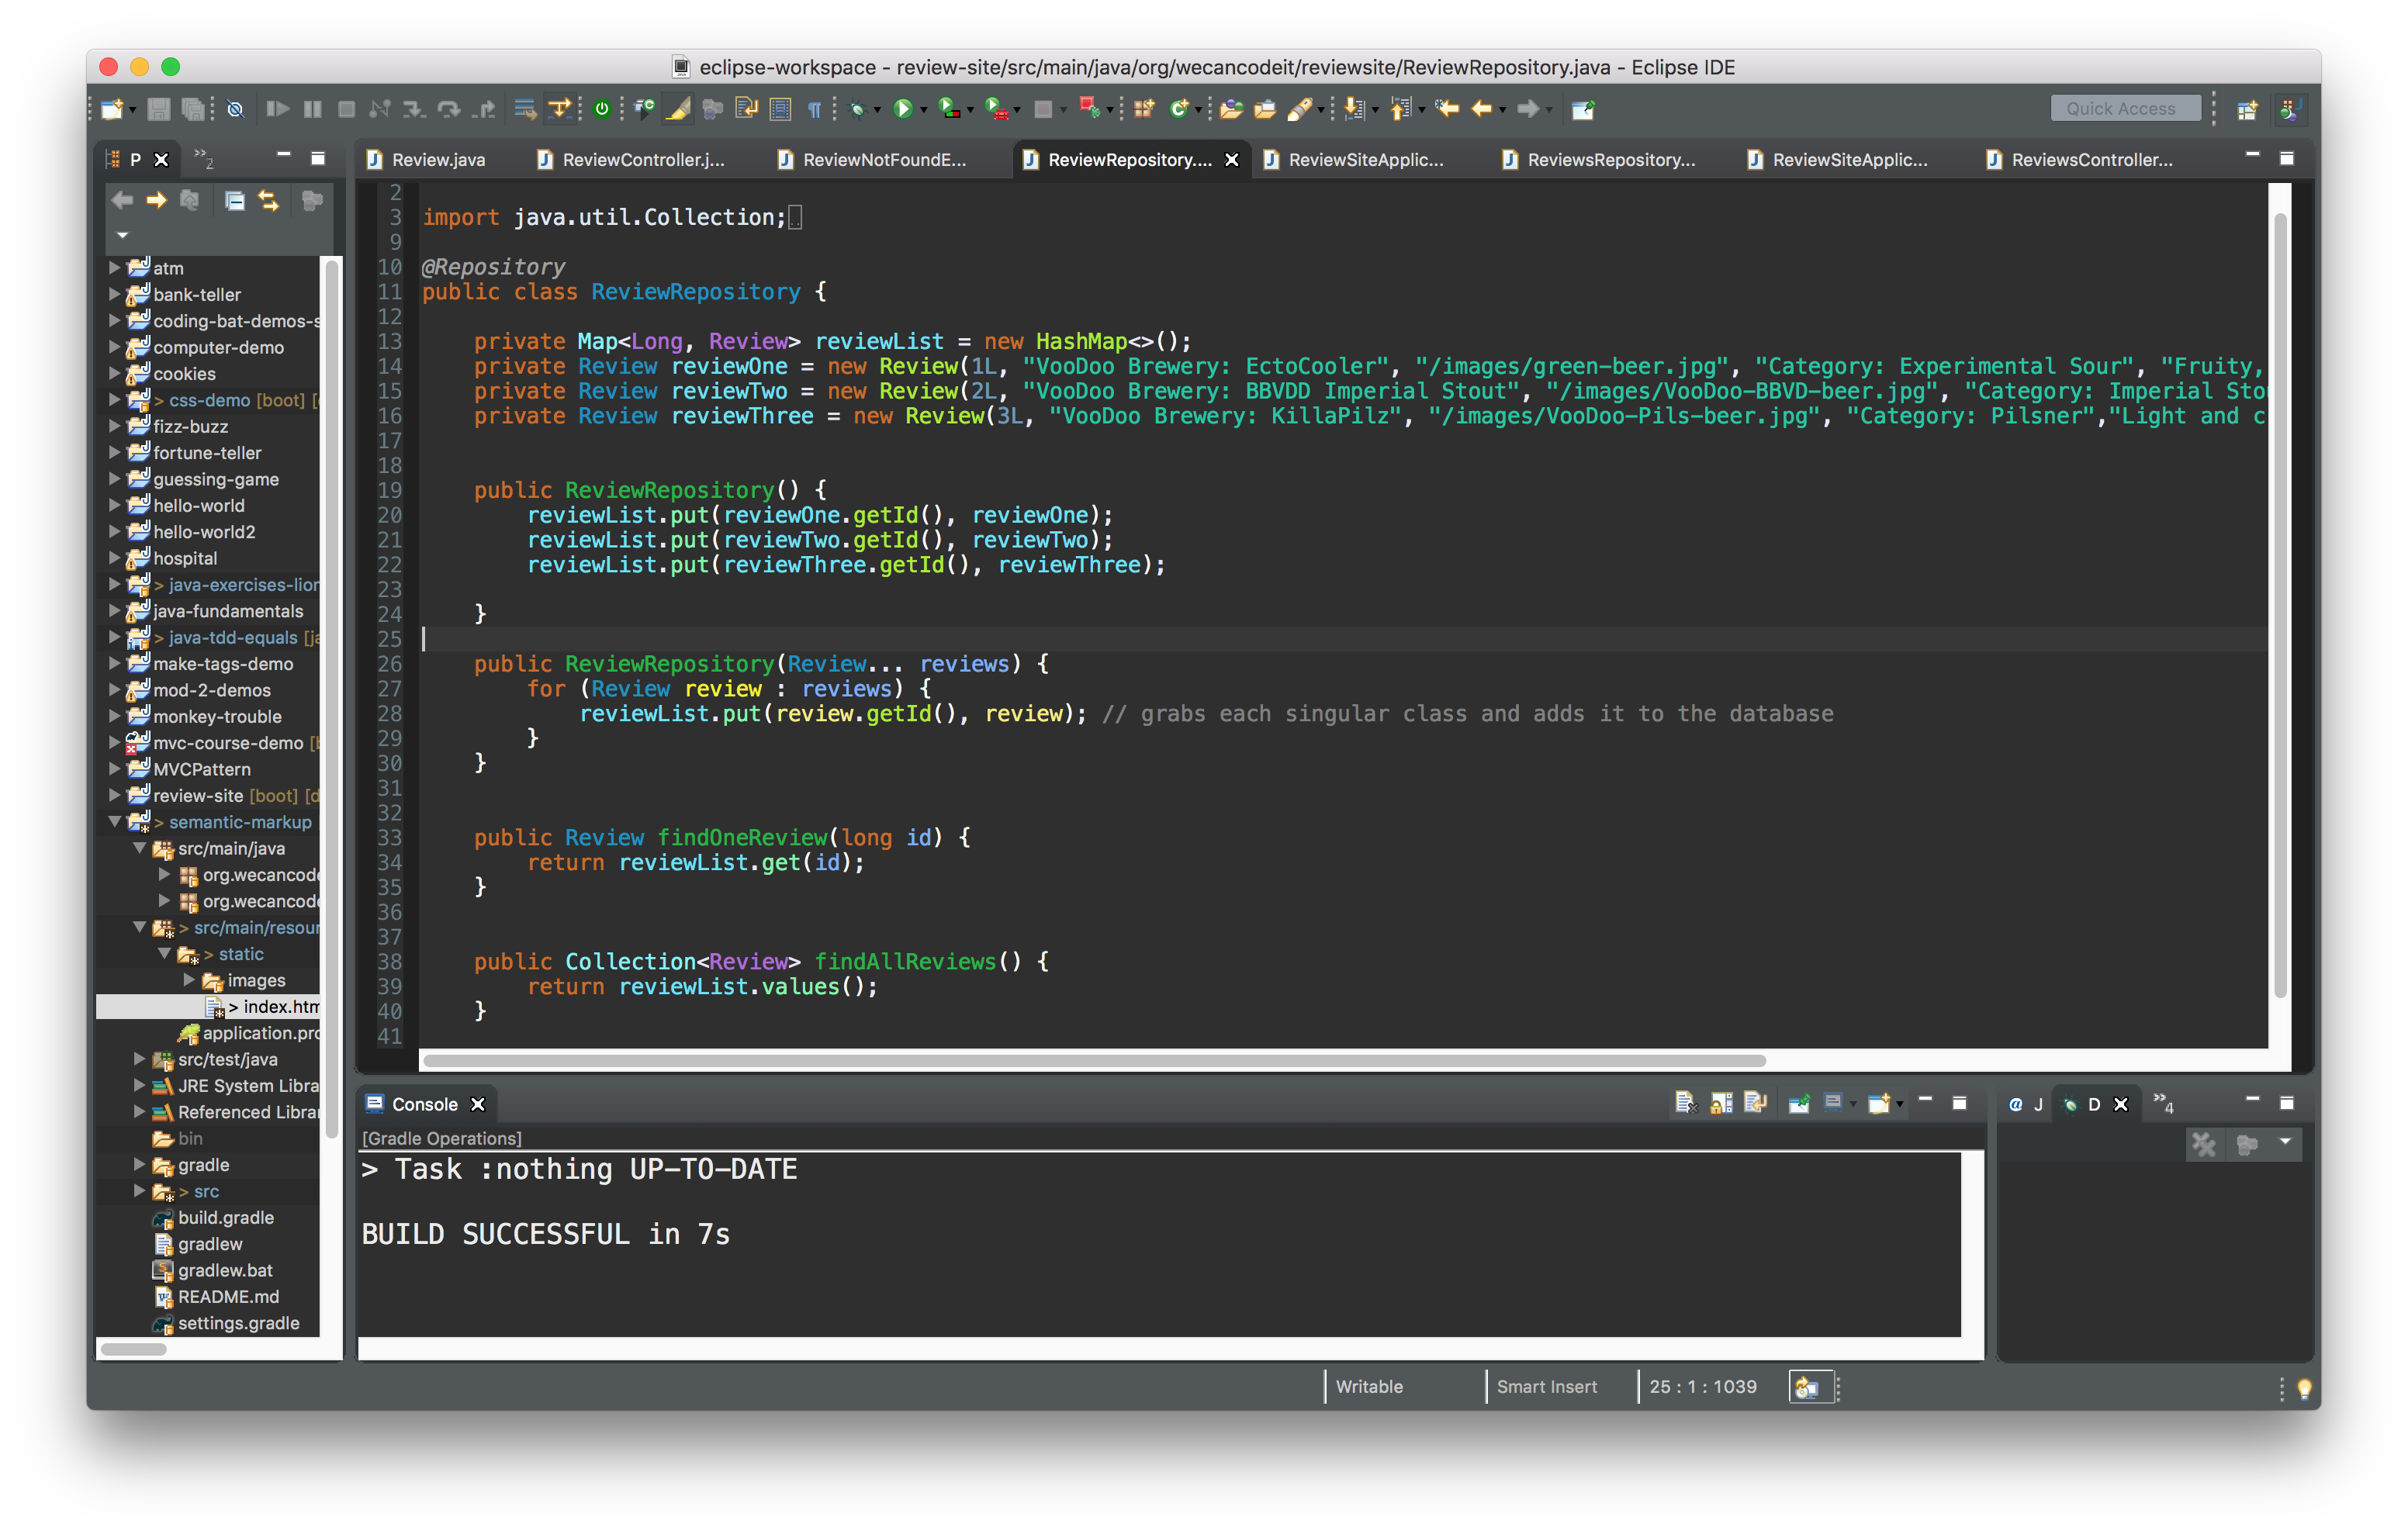 eclipse-workspace - review-site/src/main/java/org/wecancodeit/reviewsite/ReviewRepository.java - Eclipse IDE
Quick Access
P
»2
Review.java
ReviewController.j...
ReviewNotFoundE...
ReviewRepository....
ReviewSiteApplic...
ReviewsRepository...
ReviewSiteApplic...
ReviewsController...
atm
bank-teller
coding-bat-demos-s
computer-demo
cookies
> css-demo [boot] [
fizz-buzz
fortune-teller
guessing-game
hello-world
hello-world2
hospital
> java-exercises-lion
java-fundamentals
> java-tdd-equals [ja
make-tags-demo
mod-2-demos
monkey-trouble
mvc-course-demo [
MVCPattern
review-site [boot] [d
> semantic-markup
src/main/java
org.wecancode
org.wecancode
> src/main/resour
> static
images
> index.htm
application.pro
src/test/java
JRE System Libra
Referenced Librar
bin
gradle
> src
build.gradle
gradlew
gradlew.bat
README.md
settings.gradle
2
3 import java.util.Collection;
9
10 @Repository
11 public class ReviewRepository {
12
13 private Map<Long, Review> reviewList = new HashMap<>();
14 private Review reviewOne = new Review(1L, "VooDoo Brewery: EctoCooler", "/images/green-beer.jpg", "Category: Experimental Sour", "Fruity,
15 private Review reviewTwo = new Review(2L, "VooDoo Brewery: BBVDD Imperial Stout", "/images/VooDoo-BBVD-beer.jpg", "Category: Imperial Stou
16 private Review reviewThree = new Review(3L, "VooDoo Brewery: KillaPilz", "/images/VooDoo-Pils-beer.jpg", "Category: Pilsner","Light and c
17
18
19 public ReviewRepository() {
20 reviewList.put(reviewOne.getId(), reviewOne);
21 reviewList.put(reviewTwo.getId(), reviewTwo);
22 reviewList.put(reviewThree.getId(), reviewThree);
23
24 }
25
26 public ReviewRepository(Review... reviews) {
27 for (Review review : reviews) {
28 reviewList.put(review.getId(), review); // grabs each singular class and adds it to the database
29 }
30 }
31
32
33 public Review findOneReview(long id) {
34 return reviewList.get(id);
35 }
36
37
38 public Collection<Review> findAllReviews() {
39 return reviewList.values();
40 }
41
Console
@ J
D
»4
[Gradle Operations]
> Task :nothing UP-TO-DATE
BUILD SUCCESSFUL in 7s
Writable
Smart Insert
25 : 1 : 1039